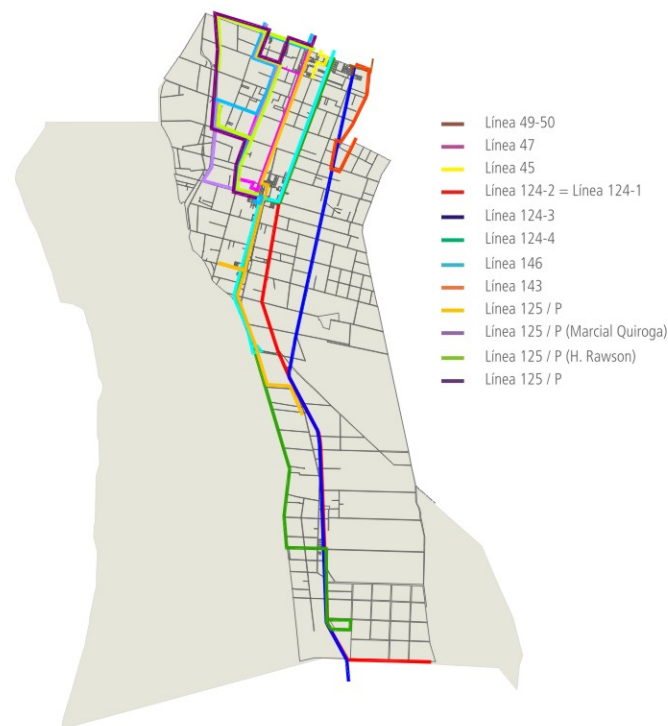 Línea 49-50
Línea 47
Línea 45
Línea 124-2 = Línea 124-1
Línea 124-3
Línea 124-4
Línea 146
Línea 143
Línea 125 / P
Línea 125 / P (Marcial Quiroga)
Línea 125 / P (H. Rawson)
Línea 125 / P